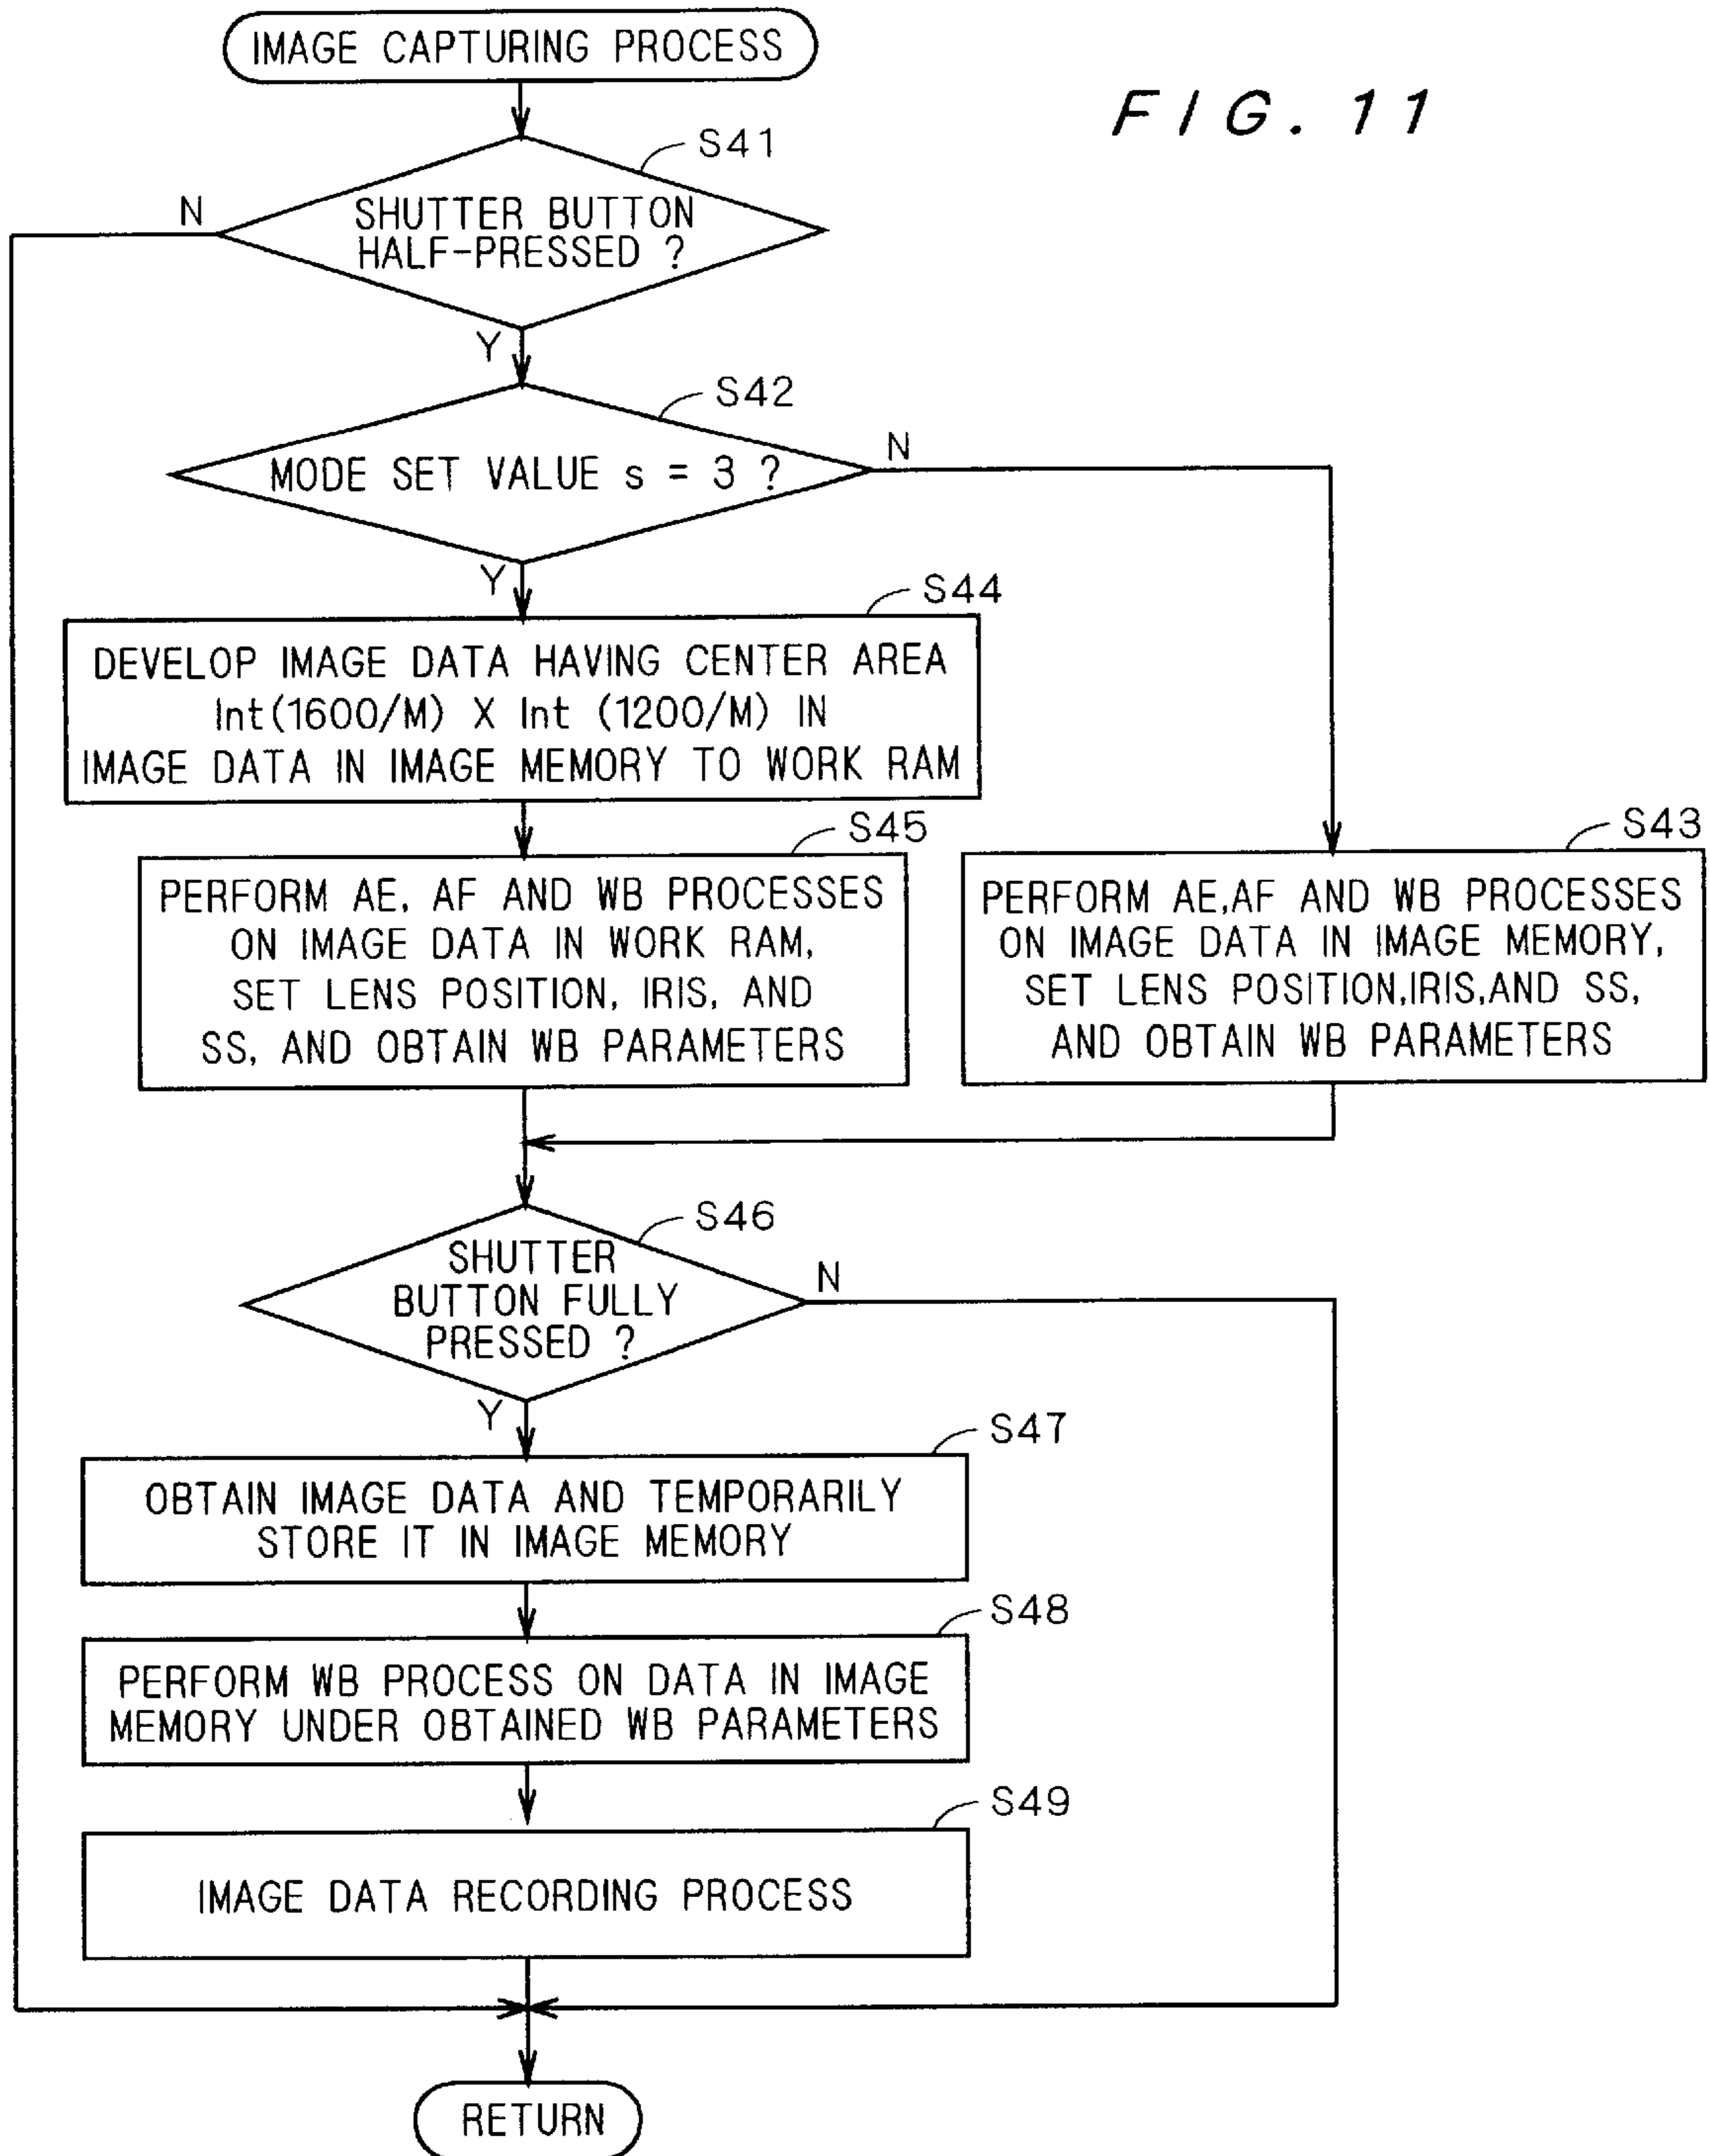 IMAGE CAPTURING PROCESS
FIG. 11
S41
N
SHUTTER BUTTON
HALF-PRESSED ?
Y
S42
N
MODE SET VALUE s = 3 ?
Y
S44
DEVELOP IMAGE DATA HAVING CENTER AREA
Int(1600/M) X Int (1200/M) IN
IMAGE DATA IN IMAGE MEMORY TO WORK RAM
S45
PERFORM AE, AF AND WB PROCESSES
ON IMAGE DATA IN WORK RAM,
SET LENS POSITION, IRIS, AND
SS, AND OBTAIN WB PARAMETERS
S43
PERFORM AE,AF AND WB PROCESSES
ON IMAGE DATA IN IMAGE MEMORY,
SET LENS POSITION,IRIS,AND SS,
AND OBTAIN WB PARAMETERS
S46
SHUTTER
BUTTON FULLY
PRESSED ?
N
Y
S47
OBTAIN IMAGE DATA AND TEMPORARILY
STORE IT IN IMAGE MEMORY
S48
PERFORM WB PROCESS ON DATA IN IMAGE
MEMORY UNDER OBTAINED WB PARAMETERS
S49
IMAGE DATA RECORDING PROCESS
RETURN